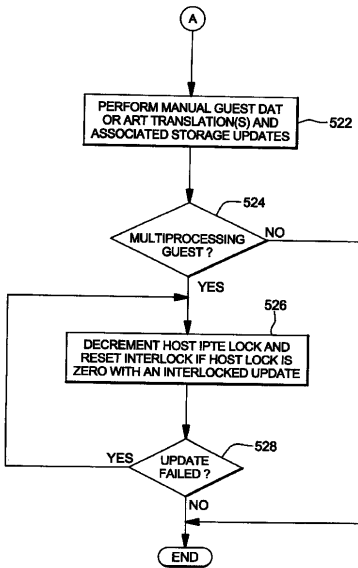 A
PERFORM MANUAL GUEST DAT
OR ART TRANSLATION(S) AND
ASSOCIATED STORAGE UPDATES
522
524
MULTIPROCESSING
GUEST ?
NO
YES
526
DECREMENT HOST IPTE LOCK AND
RESET INTERLOCK IF HOST LOCK IS
ZERO WITH AN INTERLOCKED UPDATE
528
YES
UPDATE
FAILED ?
NO
END